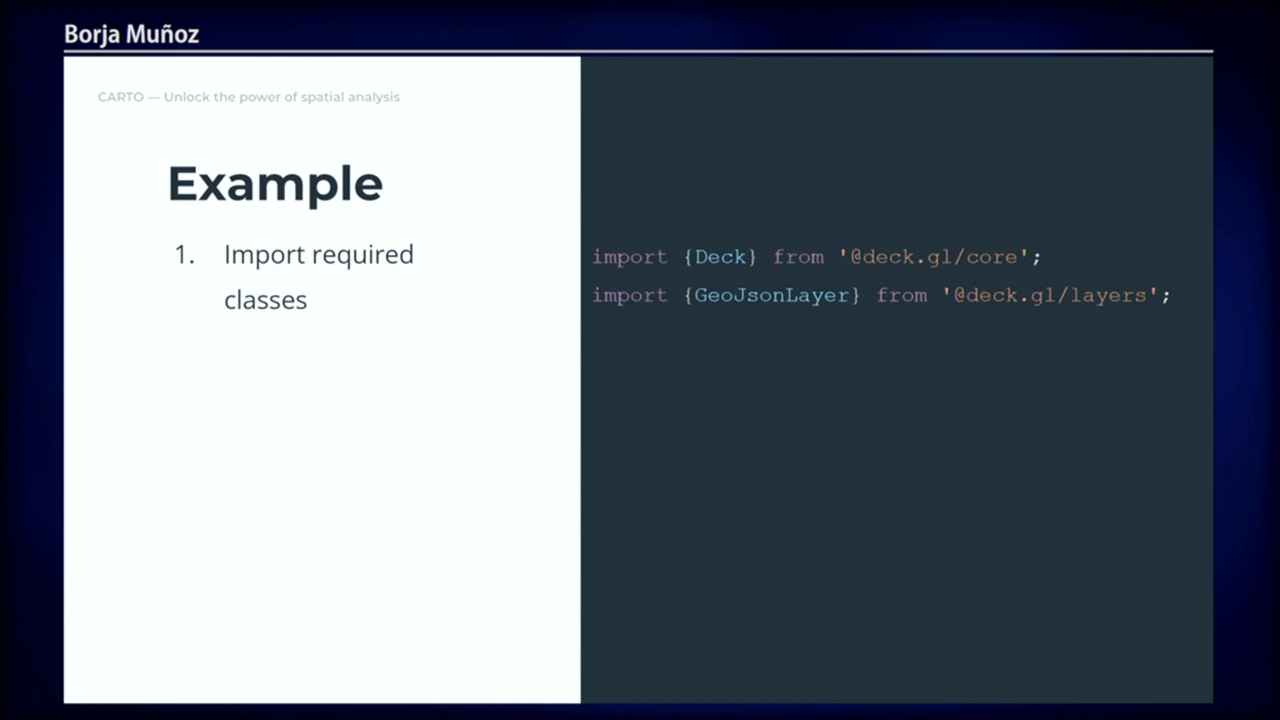 Borja Muñoz
CARTO — Unlock the power of spatial analysis
Example
1. Import required
classes
import {Deck} from '@deck.gl/core';
import {GeoJsonLayer} from '@deck.gl/layers';